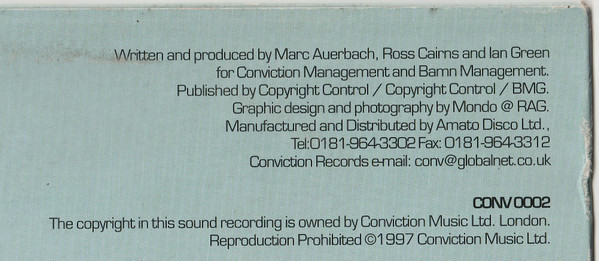 Written and produced by Marc Auerbach, Ross Cairns and Ian Green
for Conviction Management and Bamn Management.
Published by Copyright Control / Copyright Control / BMG.
Graphic design and photography by Mondo @ RAG.
Manufactured and Distributed by Amato Disco Ltd.,
Tel:0181-964-3302 Fax: 0181-964-3312
Conviction Records e-mail: conv@globalnet.co.uk
CONV 0002
The copyright in this sound recording is owned by Conviction Music Ltd. London.
Reproduction Prohibited ©1997 Conviction Music Ltd.